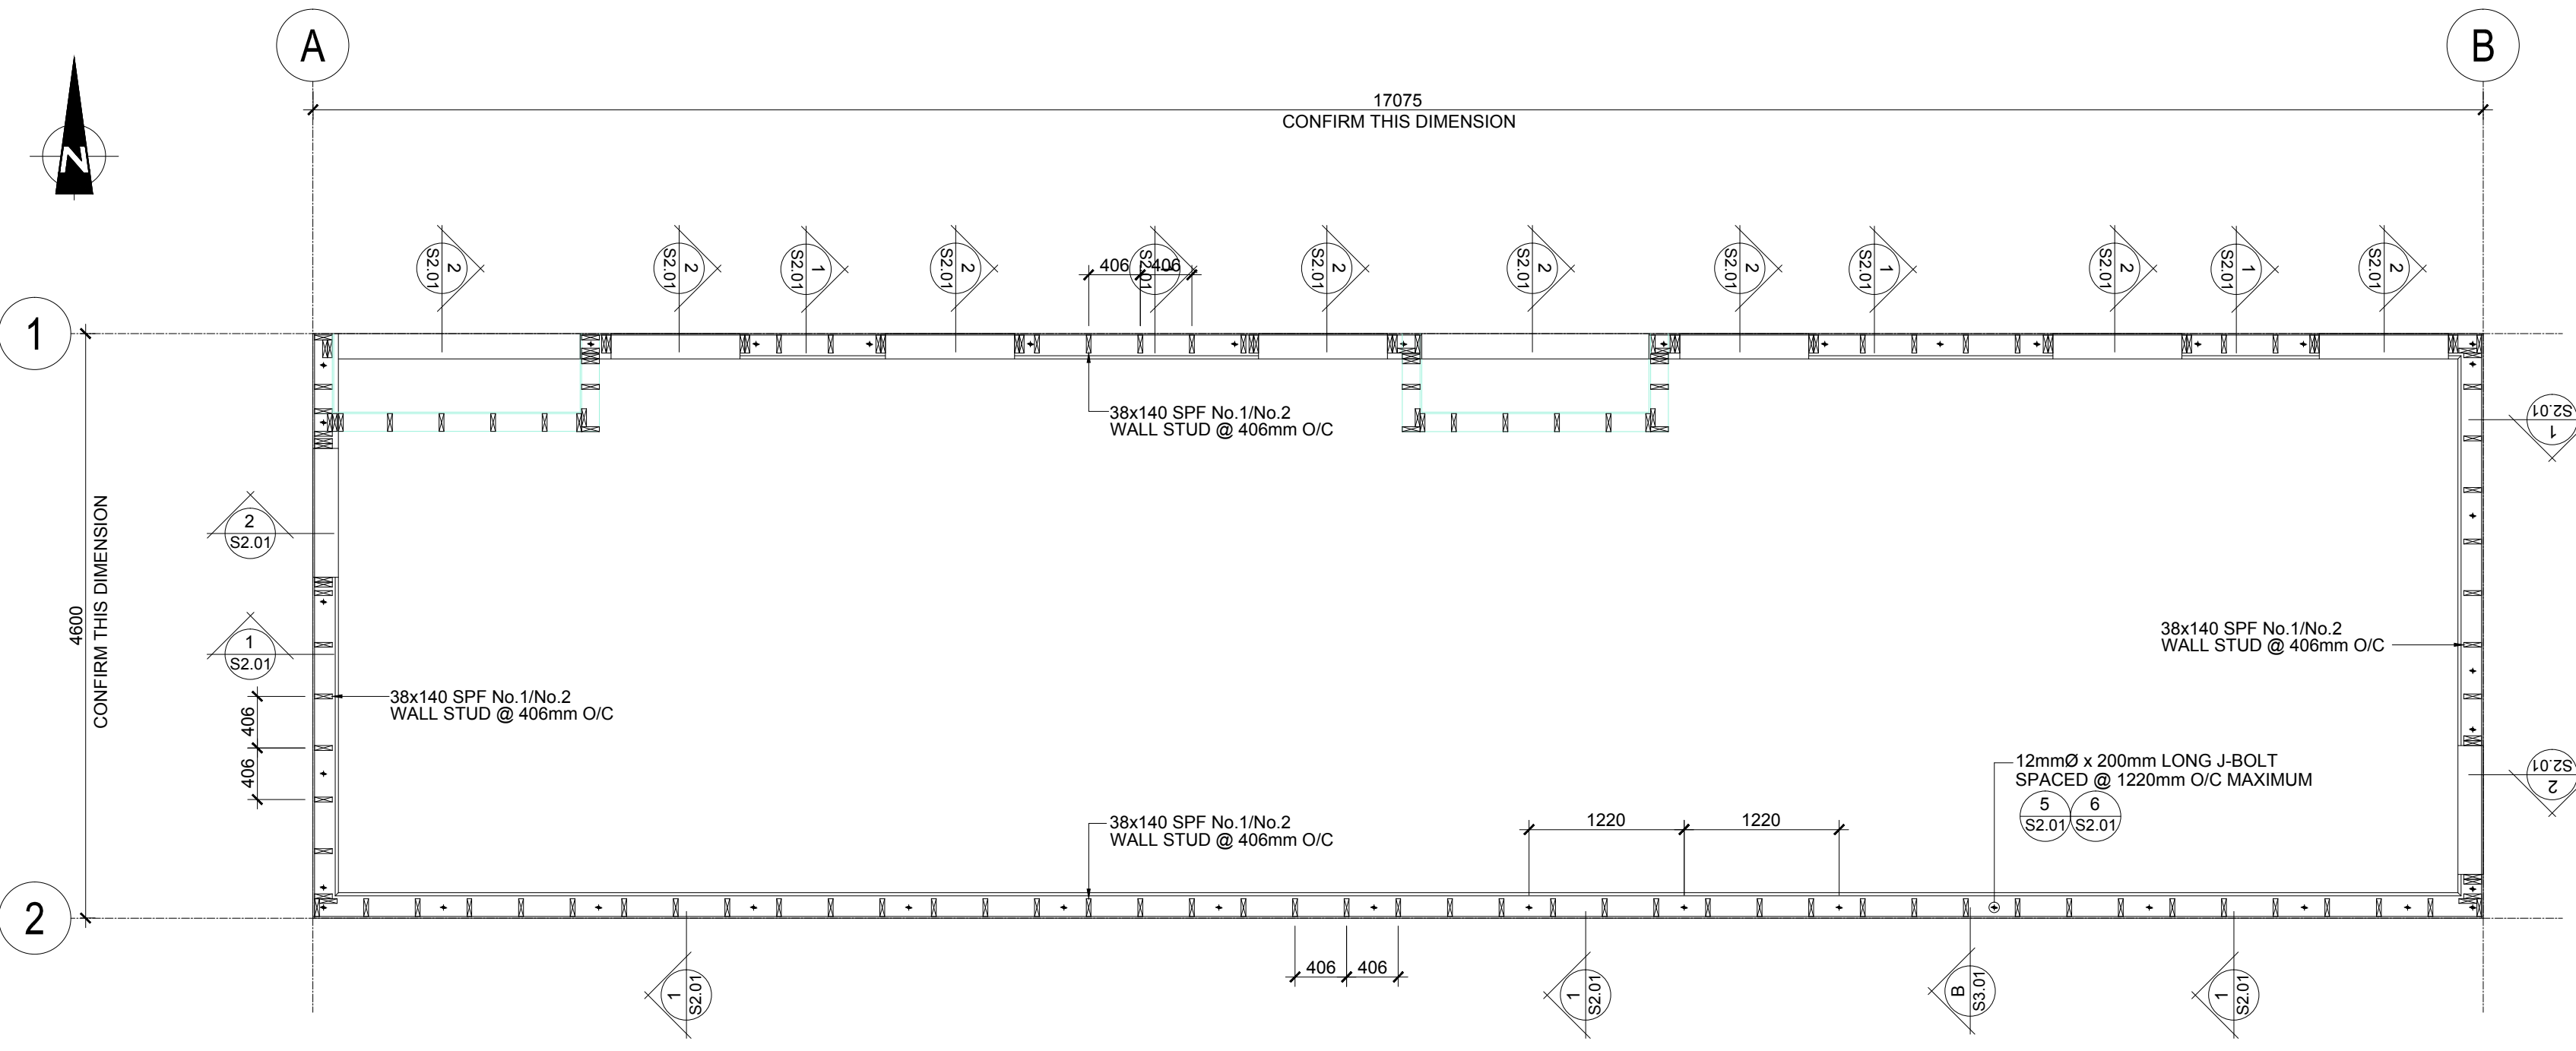 A
B
17075
CONFIRM THIS DIMENSION
N
2
S2.01
2
S2.01
1
S2.01
2
S2.01
406
406
1
S2.01
2
S2.01
2
S2.01
2
S2.01
1
S2.01
2
S2.01
1
S2.01
2
S2.01
1
38x140 SPF No.1/No.2
WALL STUD @ 406mm O/C
1
S2.01
2
S2.01
4600
CONFIRM THIS DIMENSION
1
S2.01
38x140 SPF No.1/No.2
WALL STUD @ 406mm O/C
38x140 SPF No.1/No.2
WALL STUD @ 406mm O/C
406
406
12mmØ x 200mm LONG J-BOLT
SPACED @ 1220mm O/C MAXIMUM
5
S2.01
6
S2.01
2
S2.01
38x140 SPF No.1/No.2
WALL STUD @ 406mm O/C
1220
1220
2
406
406
1
S2.01
1
S2.01
B
S3.01
1
S2.01